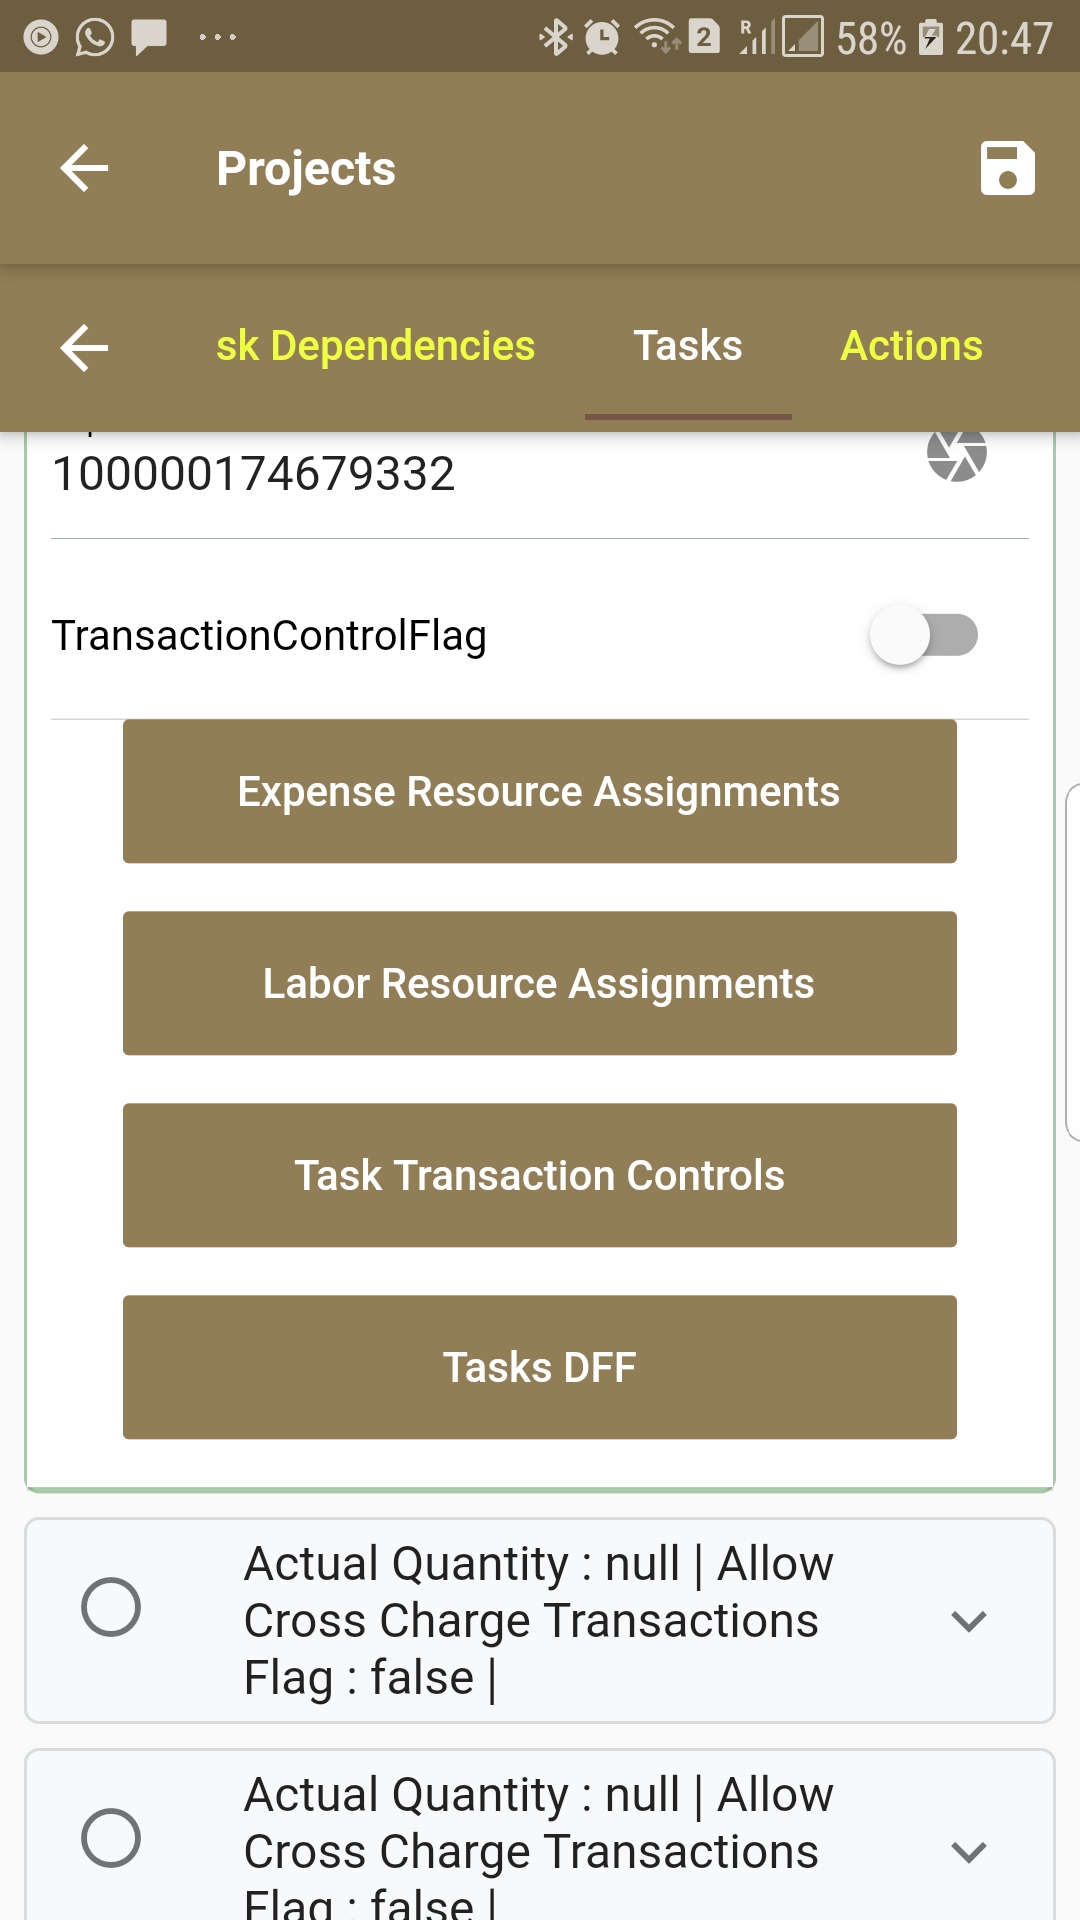 2 R 58% 20:47
Projects
sk Dependencies Tasks Actions
100000174679332
TransactionControlFlag
Expense Resource Assignments
Labor Resource Assignments
Task Transaction Controls
Tasks DFF
Actual Quantity : null | Allow
Cross Charge Transactions
Flag : false |
Actual Quantity : null | Allow
Cross Charge Transactions
Flag : false |